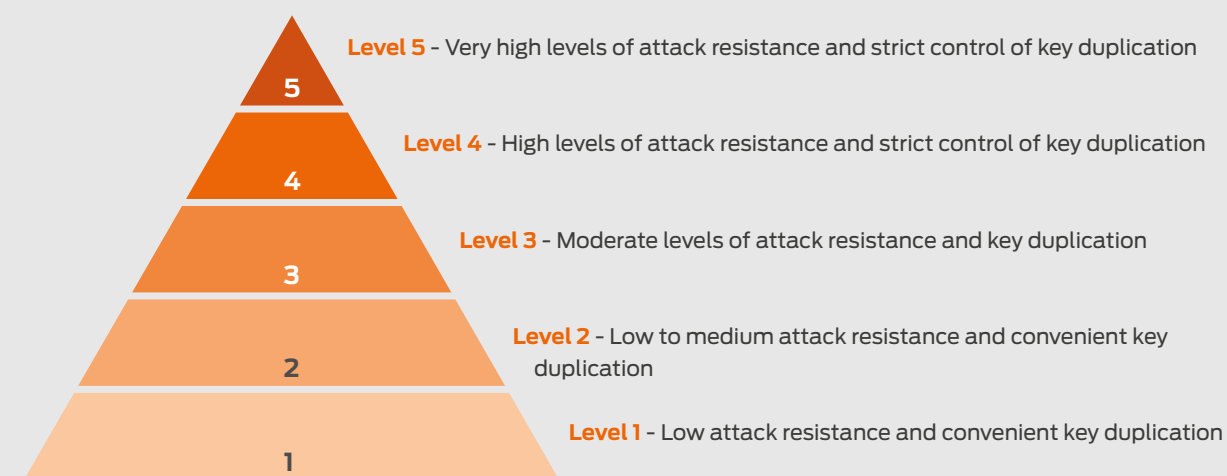 Level 5 - Very high levels of attack resistance and strict control of key duplication
5
Level 4 - High levels of attack resistance and strict control of key duplication
4
Level 3 - Moderate levels of attack resistance and key duplication
3
Level 2 - Low to medium attack resistance and convenient key
duplication
2
Level 1 - Low attack resistance and convenient key duplication
1